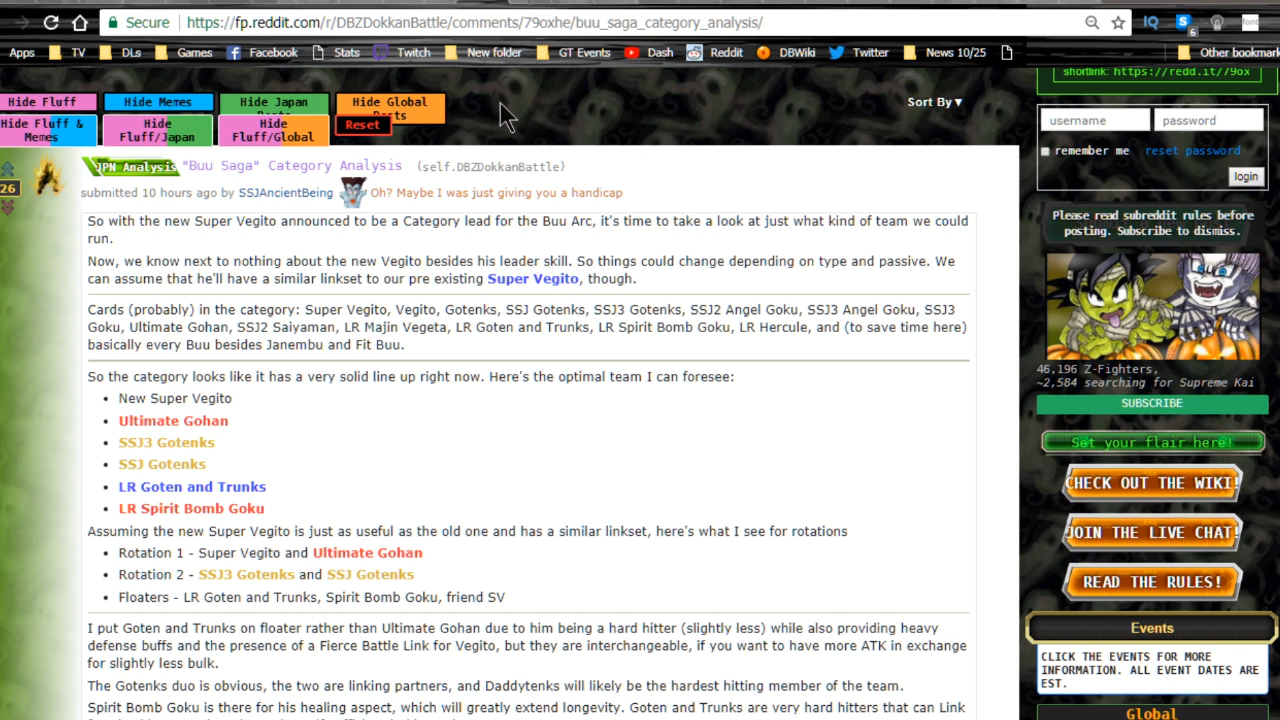 Secure https://fp.reddit.com/r/DBZDokkanBattle/comments/79oxhe/buu_saga_category_analysis/
IQ
S 6
font
Apps TV DLs Games Facebook Stats Twitch New folder GT Events Dash Reddit DBWiki Twitter News 10/25 Other bookmark
shortlink: https://redd.it/79ox
Hide Fluff Hide Memes Hide Japan Hide Global
Sort By▼
Hide Fluff & Memes
Hide Fluff/Japan
Hide Fluff/Global
Reset
username password
remember me reset password
login
JPN Analysis "Buu Saga" Category Analysis (self.DBZDokkanBattle)
26
submitted 10 hours ago by SSJAncientBeing Oh? Maybe I was just giving you a handicap
So with the new Super Vegito announced to be a Category lead for the Buu Arc, it's time to take a look at just what kind of team we could
run.
Now, we know next to nothing about the new Vegito besides his leader skill. So things could change depending on type and passive. We
can assume that he'll have a similar linkset to our pre existing Super Vegito, though.
Cards (probably) in the category: Super Vegito, Vegito, Gotenks, SSJ Gotenks, SSJ3 Gotenks, SSJ2 Angel Goku, SSJ3 Angel Goku, SSJ3
Goku, Ultimate Gohan, SSJ2 Saiyaman, LR Majin Vegeta, LR Goten and Trunks, LR Spirit Bomb Goku, LR Hercule, and (to save time here)
basically every Buu besides Janembu and Fit Buu.
So the category looks like it has a very solid line up right now. Here's the optimal team I can foresee:
• New Super Vegito
• Ultimate Gohan
• SSJ3 Gotenks
• SSJ Gotenks
• LR Goten and Trunks
• LR Spirit Bomb Goku
Assuming the new Super Vegito is just as useful as the old one and has a similar linkset, here's what I see for rotations
• Rotation 1 - Super Vegito and Ultimate Gohan
• Rotation 2 - SSJ3 Gotenks and SSJ Gotenks
• Floaters - LR Goten and Trunks, Spirit Bomb Goku, friend SV
I put Goten and Trunks on floater rather than Ultimate Gohan due to him being a hard hitter (slightly less) while also providing heavy
defense buffs and the presence of a Fierce Battle Link for Vegito, but they are interchangeable, if you want to have more ATK in exchange
for slightly less bulk.
The Gotenks duo is obvious, the two are linking partners, and Daddytenks will likely be the hardest hitting member of the team.
Spirit Bomb Goku is there for his healing aspect, which will greatly extend longevity. Goten and Trunks are very hard hitters that can Link
Please read subreddit rules before
posting. Subscribe to dismiss.
46,196 Z-Fighters,
~2,584 searching for Supreme Kai
SUBSCRIBE
Set your flair here!
CHECK OUT THE WIKI!
JOIN THE LIVE CHAT!
READ THE RULES!
Events
CLICK THE EVENTS FOR MORE
INFORMATION. ALL EVENT DATES ARE
EST.
Global